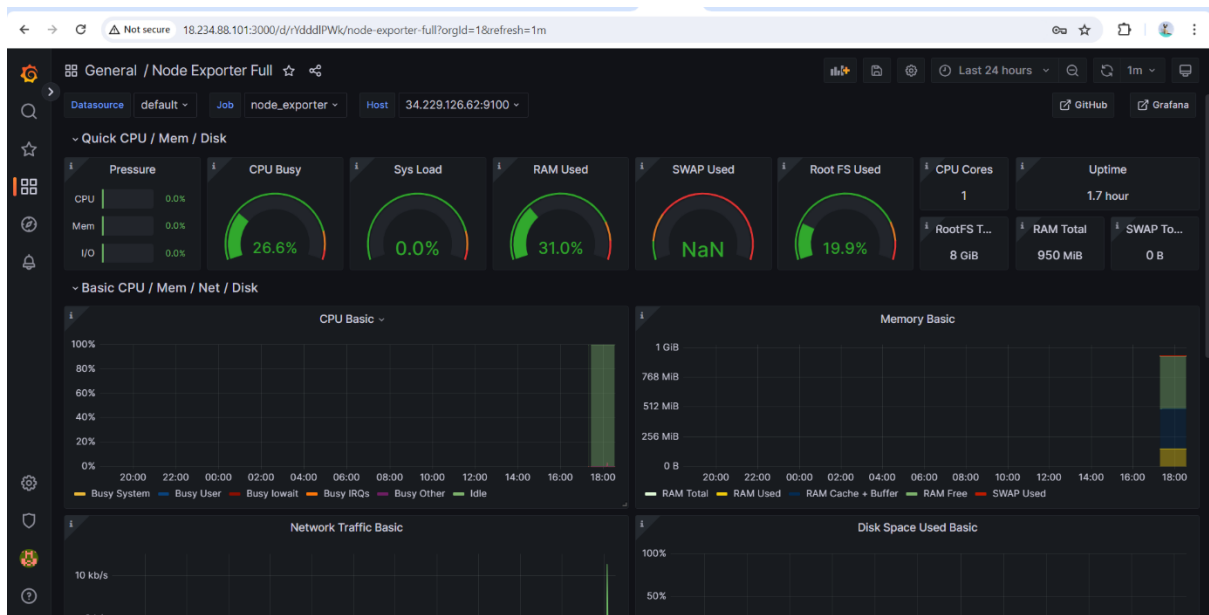 Not secure 18.234.88.101:3000/d/rYdddlPWk/node-exporter-full?orgId=1&refresh=1m
General / Node Exporter Full
Last 24 hours 1m
Datasource default Job node_exporter Host 34.229.126.62:9100 GitHub Grafana
Quick CPU / Mem / Disk
Pressure
CPU 0.0%
Mem 0.0%
I/O 0.0%
CPU Busy
26.6%
Sys Load
0.0%
RAM Used
31.0%
SWAP Used
NaN
Root FS Used
19.9%
CPU Cores
1
Uptime
1.7 hour
RootFS T...
8 GiB
RAM Total
950 MiB
SWAP To...
0 B
Basic CPU / Mem / Net / Disk
CPU Basic
100%
80%
60%
40%
20%
0%
20:00 22:00 00:00 02:00 04:00 06:00 08:00 10:00 12:00 14:00 16:00 18:00
Busy System Busy User Busy Iowait Busy IRQs Busy Other Idle
Memory Basic
1 GiB
768 MiB
512 MiB
256 MiB
0 B
20:00 22:00 00:00 02:00 04:00 06:00 08:00 10:00 12:00 14:00 16:00 18:00
RAM Total RAM Used RAM Cache + Buffer RAM Free SWAP Used
Network Traffic Basic
10 kb/s
Disk Space Used Basic
100%
50%